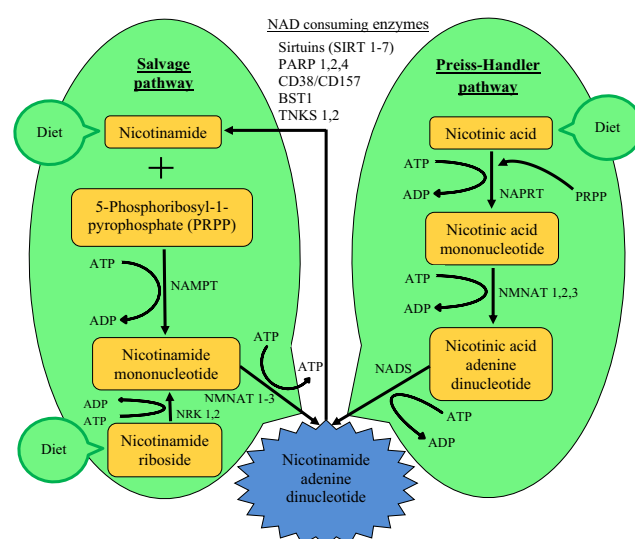 NAD consuming enzymes
Sirtuins (SIRT 1-7)
PARP 1,2,4
CD38/CD157
BST1
TNKS 1,2
Salvage
pathway
Diet
Nicotinamide
5-Phosphoribosyl-1-
pyrophosphate (PRPP)
ATP
NAMPT
ADP
Nicotinamide
mononucleotide
ATP
ATP
NMNAT 1-3
ADP
ATP
NRK 1,2
Diet
Nicotinamide
riboside
Nicotinamide
adenine
dinucleotide
Preiss-Handler
pathway
Nicotinic acid
Diet
ATP
ADP
NAPRT
PRPP
Nicotinic acid
mononucleotide
ATP
NMNAT 1,2,3
ADP
Nicotinic acid
adenine
dinucleotide
NADS
ATP
ADP